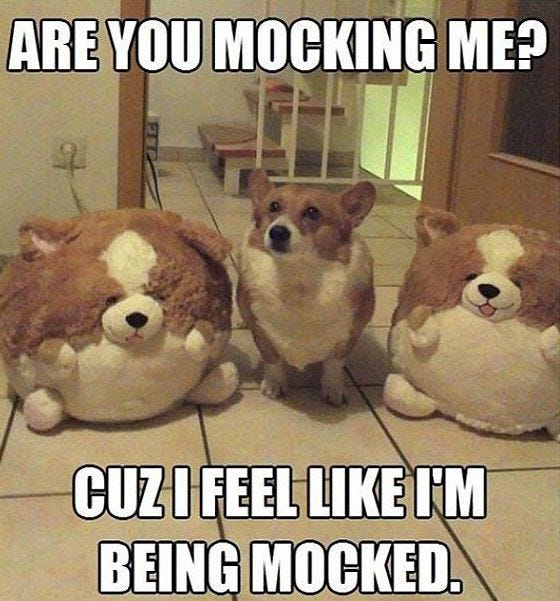 ARE YOU MOCKING ME?
CUZ I FEEL LIKE I'M
BEING MOCKED.